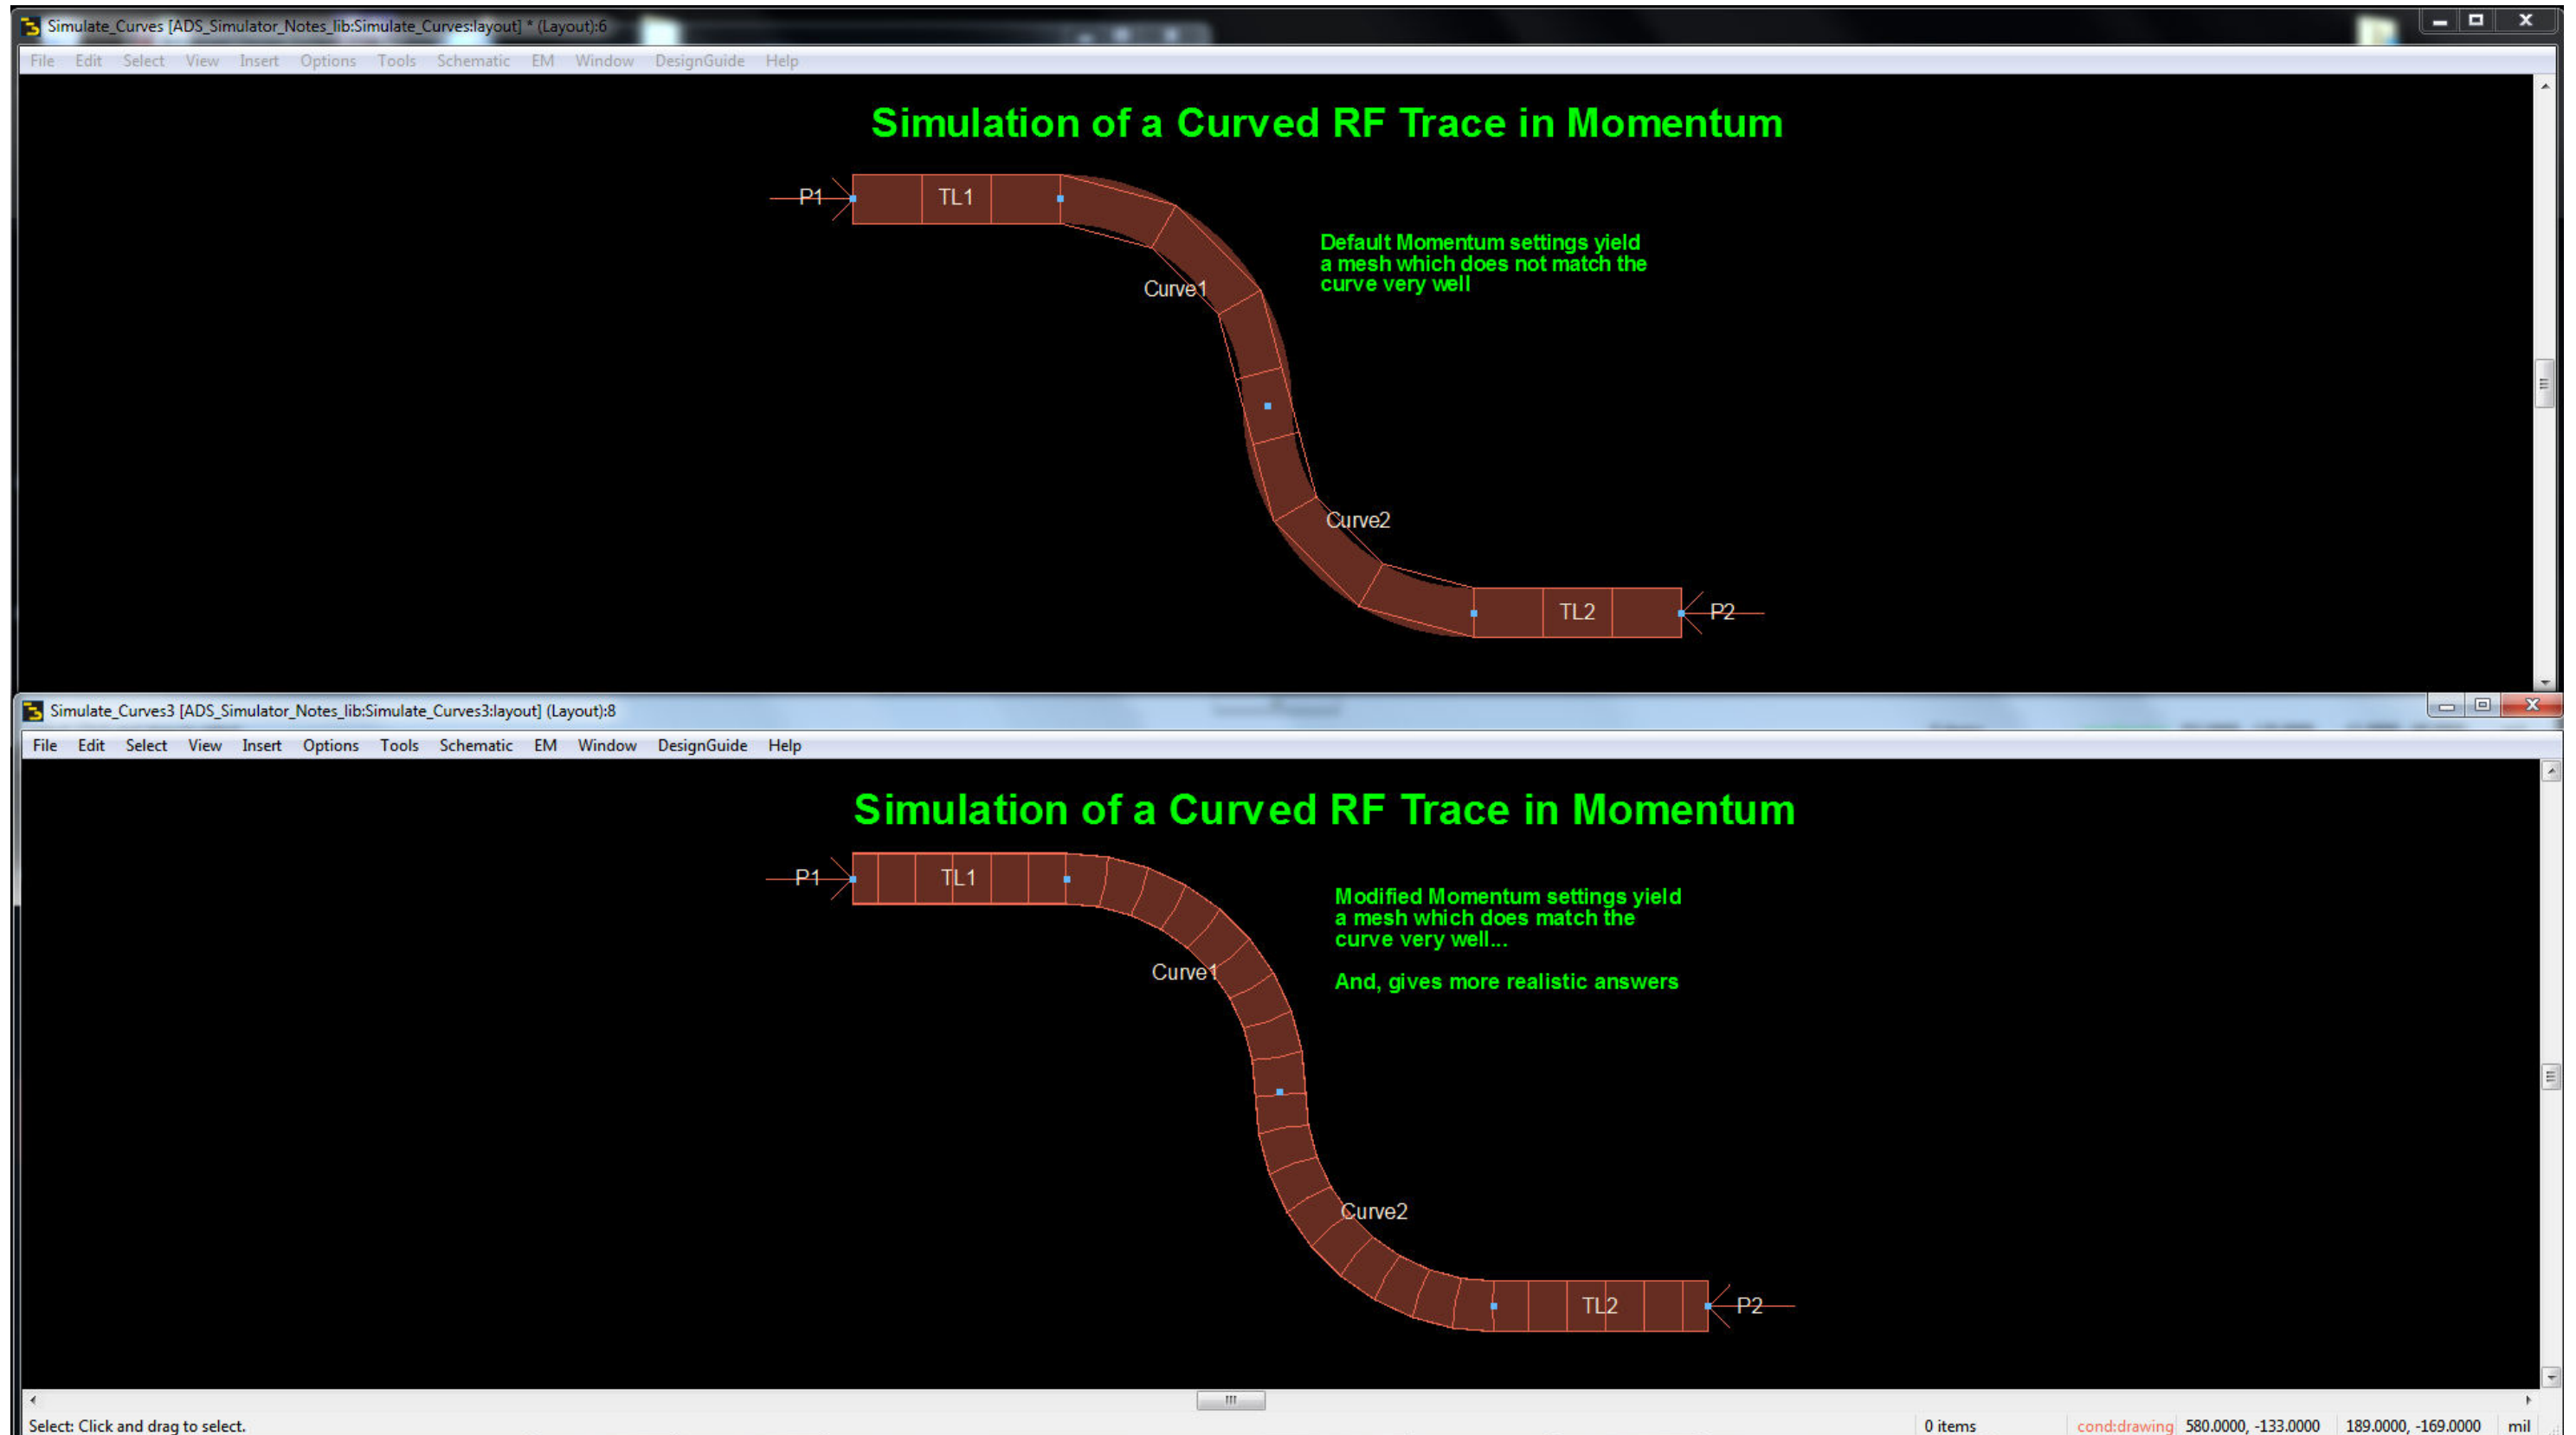 Simulate_Curves [ADS_Simulator_Notes_lib:Simulate_Curves:layout] * (Layout):6
File Edit Select View Insert Options Tools Schematic EM Window DesignGuide Help
Simulation of a Curved RF Trace in Momentum
P1
TL1
Default Momentum settings yield
a mesh which does not match the
curve very well
Curve1
Curve2
TL2
P2
Simulate_Curves3 [ADS_Simulator_Notes_lib:Simulate_Curves3:layout] (Layout):8
File Edit Select View Insert Options Tools Schematic EM Window DesignGuide Help
Simulation of a Curved RF Trace in Momentum
P1
TL1
Modified Momentum settings yield
a mesh which does match the
curve very well...
And, gives more realistic answers
Curve1
Curve2
TL2
P2
Select: Click and drag to select.
0 items cond:drawing 580.0000, -133.0000 189.0000, -169.0000 mil